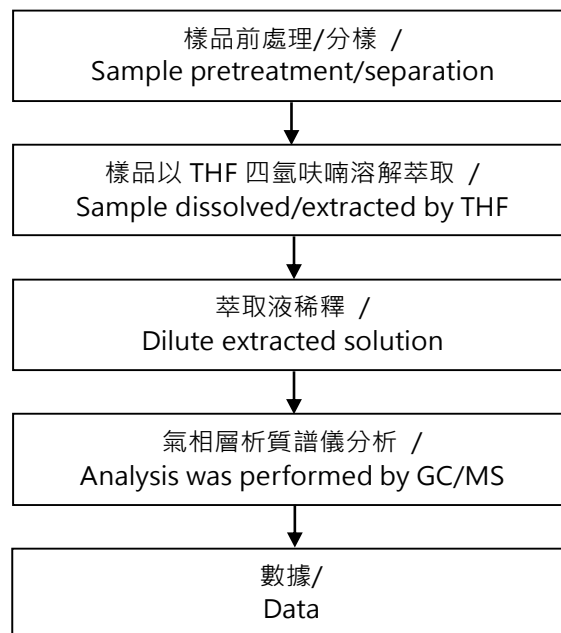 樣品前處理/分樣 /
Sample pretreatment/separation
樣品以 THF 四氫呋喃溶解萃取 /
Sample dissolved/extracted by THF
萃取液稀釋 /
Dilute extracted solution
氣相層析質譜儀分析 /
Analysis was performed by GC/MS
數據/
Data